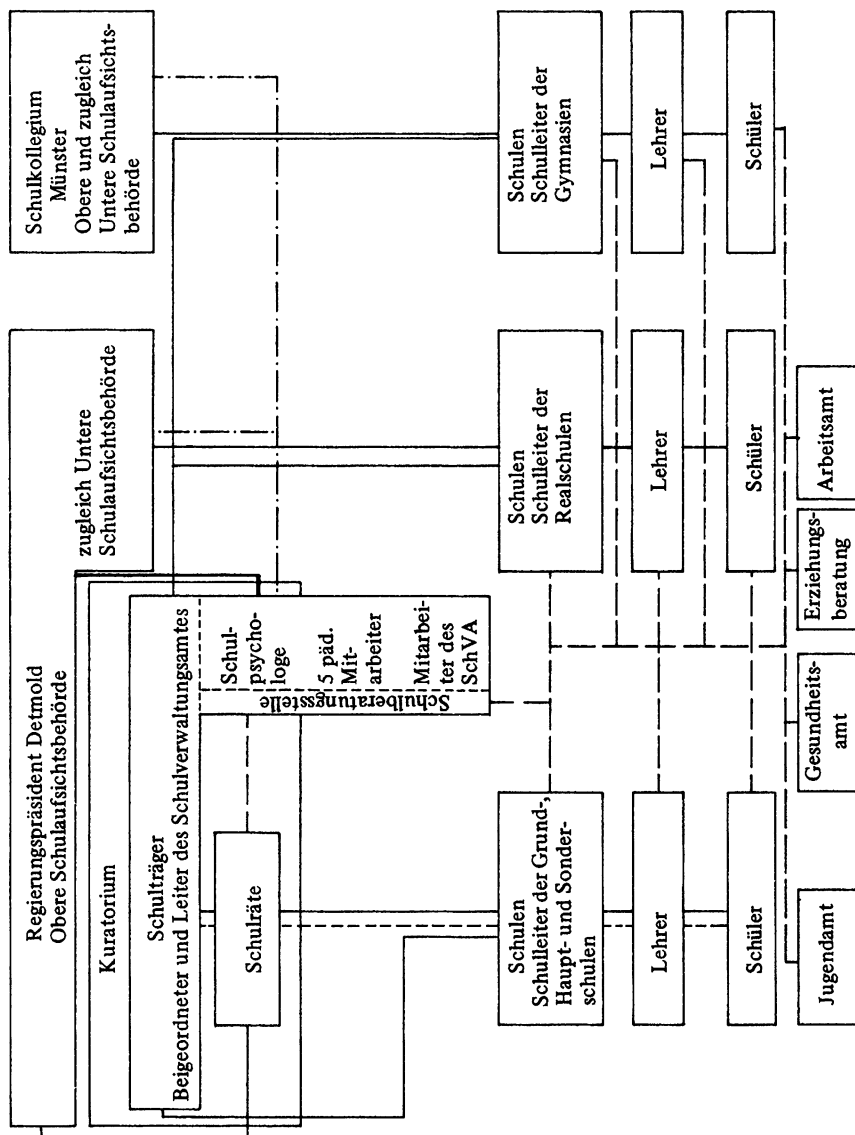 Regierungspräsident Detmold
Obere Schulaufsichtsbehörde
zugleich Untere
Schulaufsichtsbehörde
Schulkollegium
Münster
Obere und zugleich
Untere Schulaufsichts-
behörde
Kuratorium
Schulträger
Beigeordneter und Leiter des Schulverwaltungsamtes
Schulräte
Schulberatungsstelle
Schul-
psycho-
loge
5 päd.
Mit-
arbeiter
Mitarbei-
ter des
SchVA
Schulen
Schulleiter der Grund-,
Haupt- und Sonder-
schulen
Schulen
Schulleiter der
Realschulen
Schulen
Schulleiter der
Gymnasien
Lehrer
Lehrer
Lehrer
Schüler
Schüler
Schüler
Jugendamt
Gesundheits-
amt
Erziehungs-
beratung
Arbeitsamt